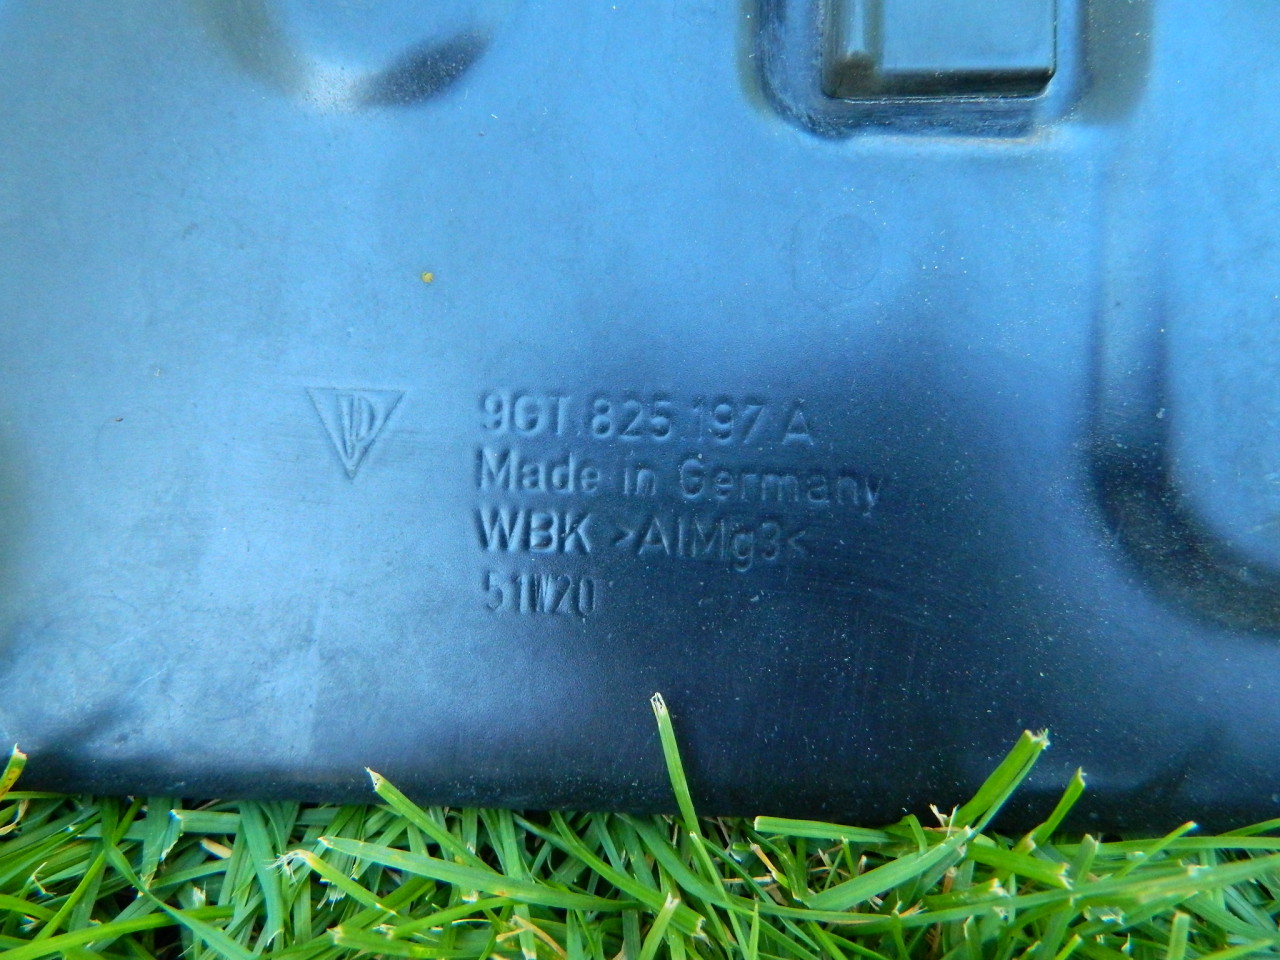 9GT.825.197 A
Made in Germany
WBK >AlMg3<
51W20